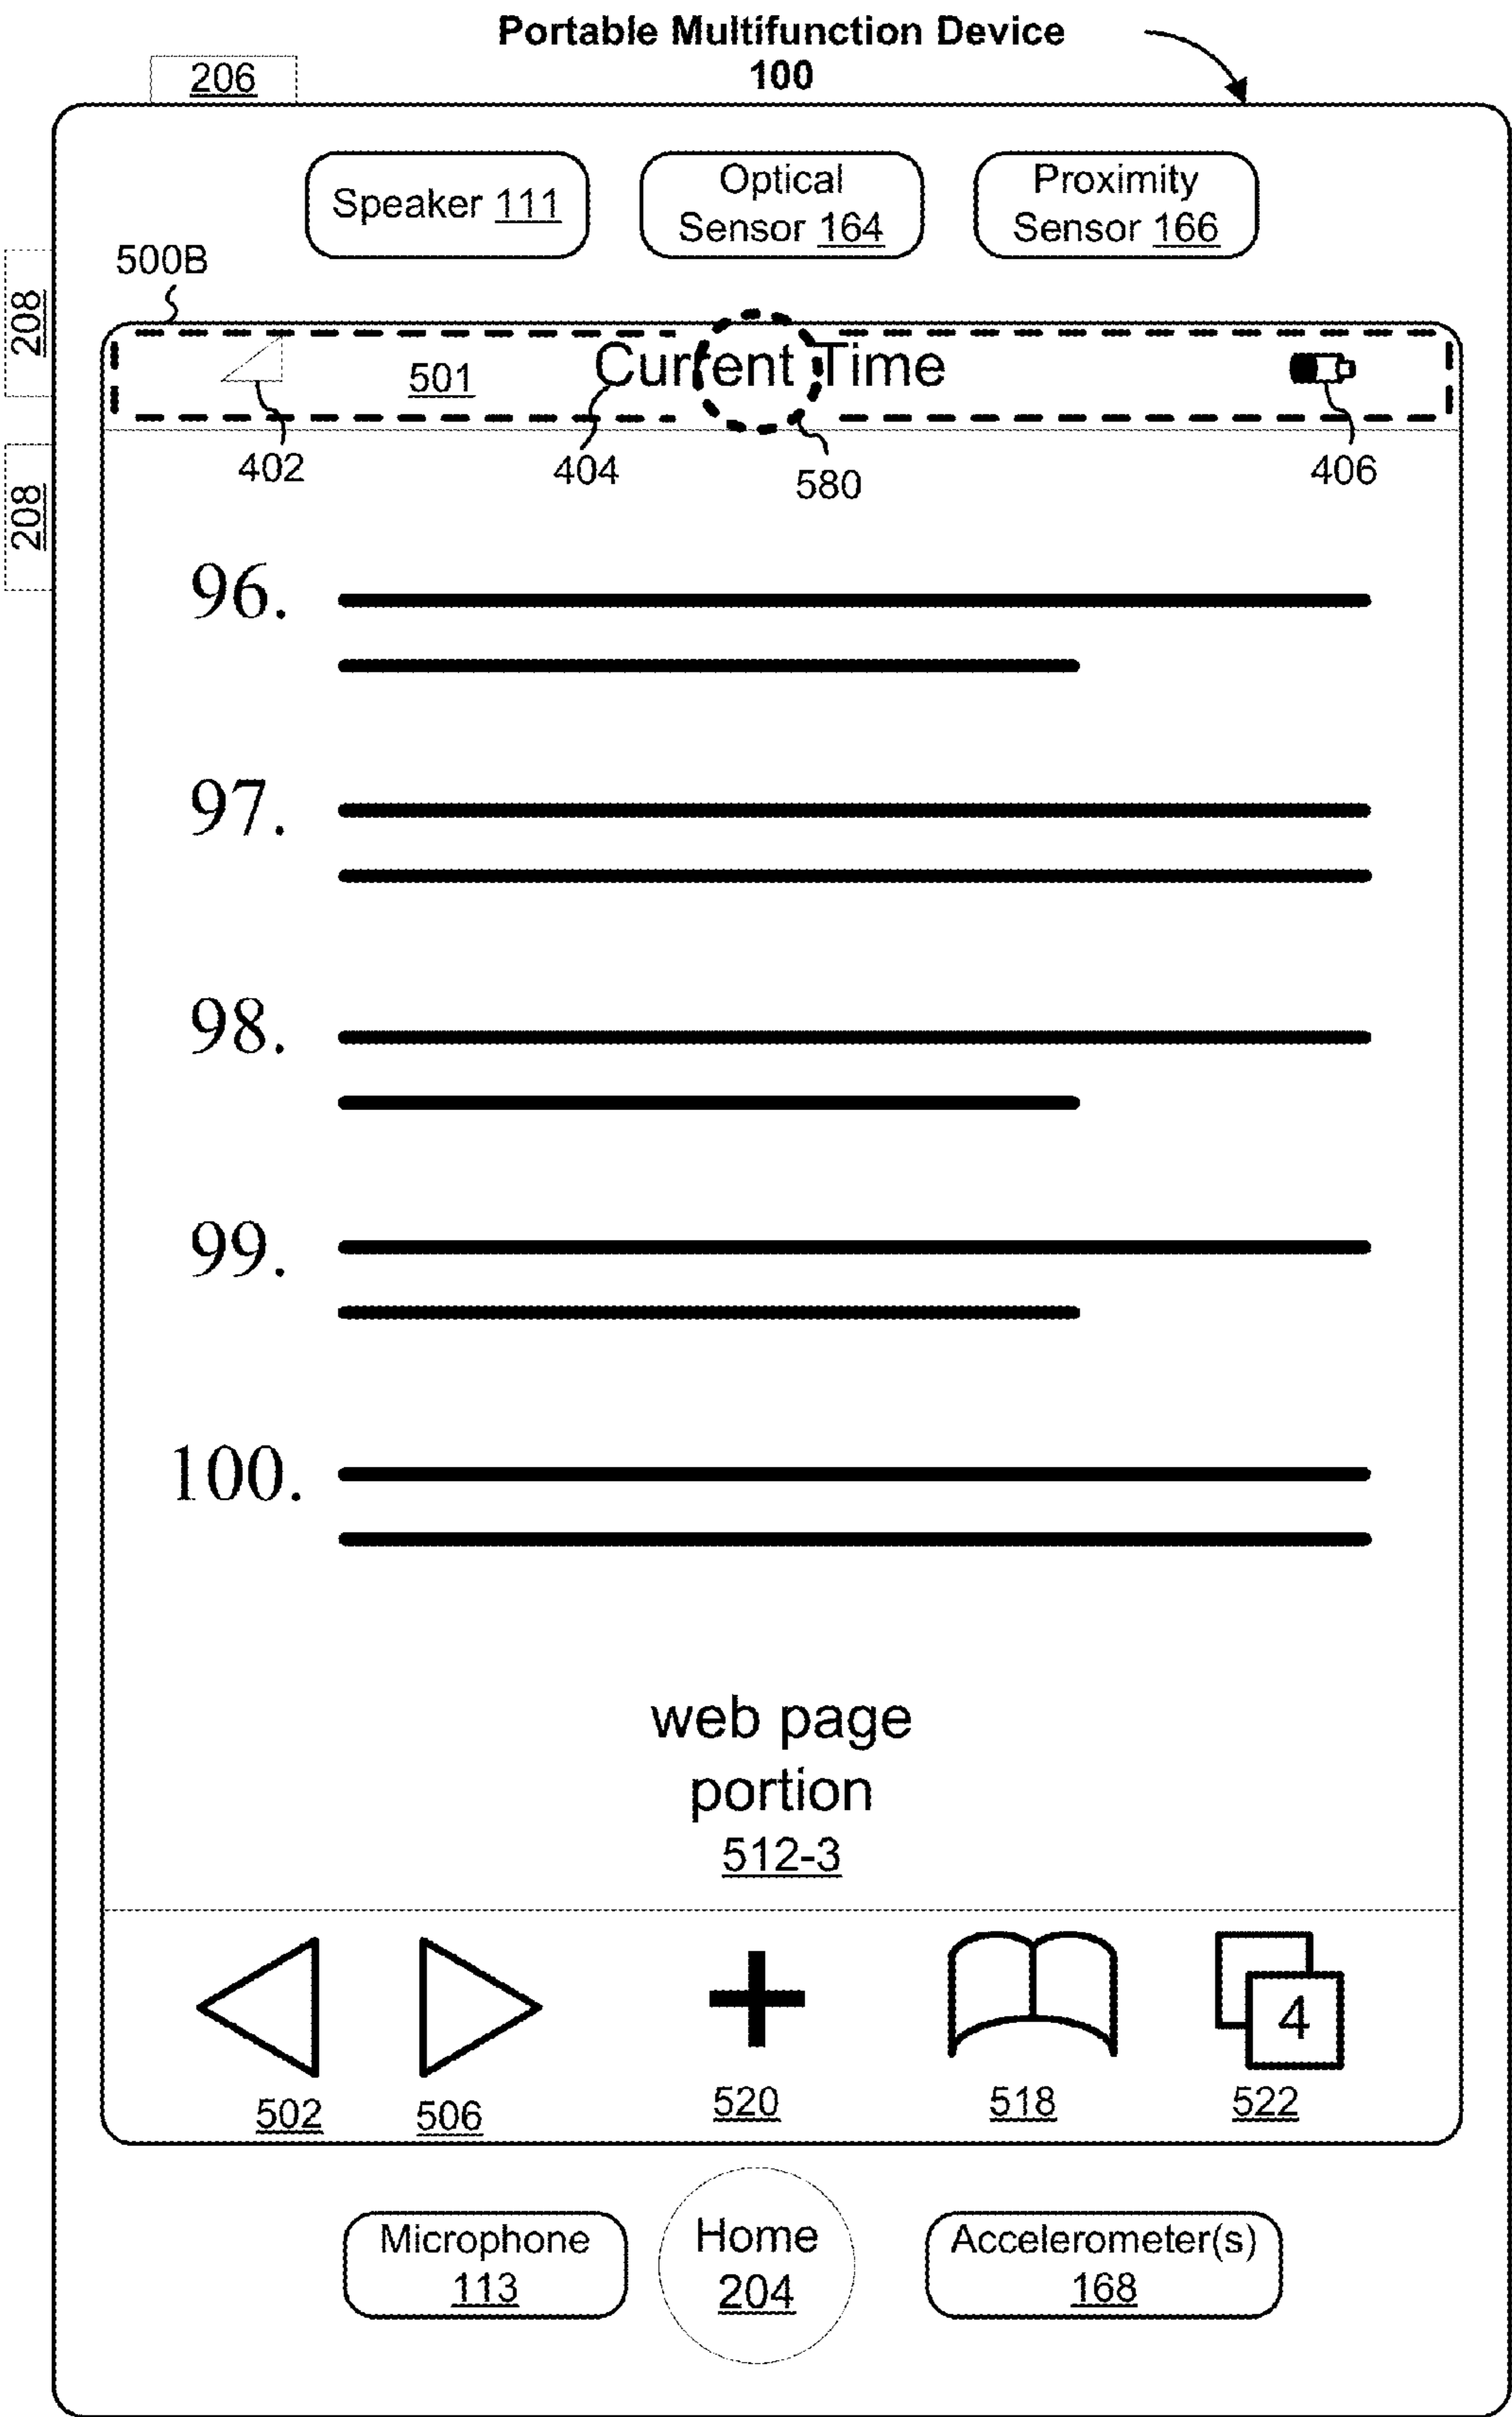 Portable Multifunction Device
100
206
Speaker 111
Optical
Sensor 164
Proximity
Sensor 166
500B
208
501
Current Time
402
404
580
406
208
96.
97.
98.
99.
100.
web page
portion
512-3
4
502
506
520
518
522
Microphone
113
Home
204
Accelerometer(s)
168